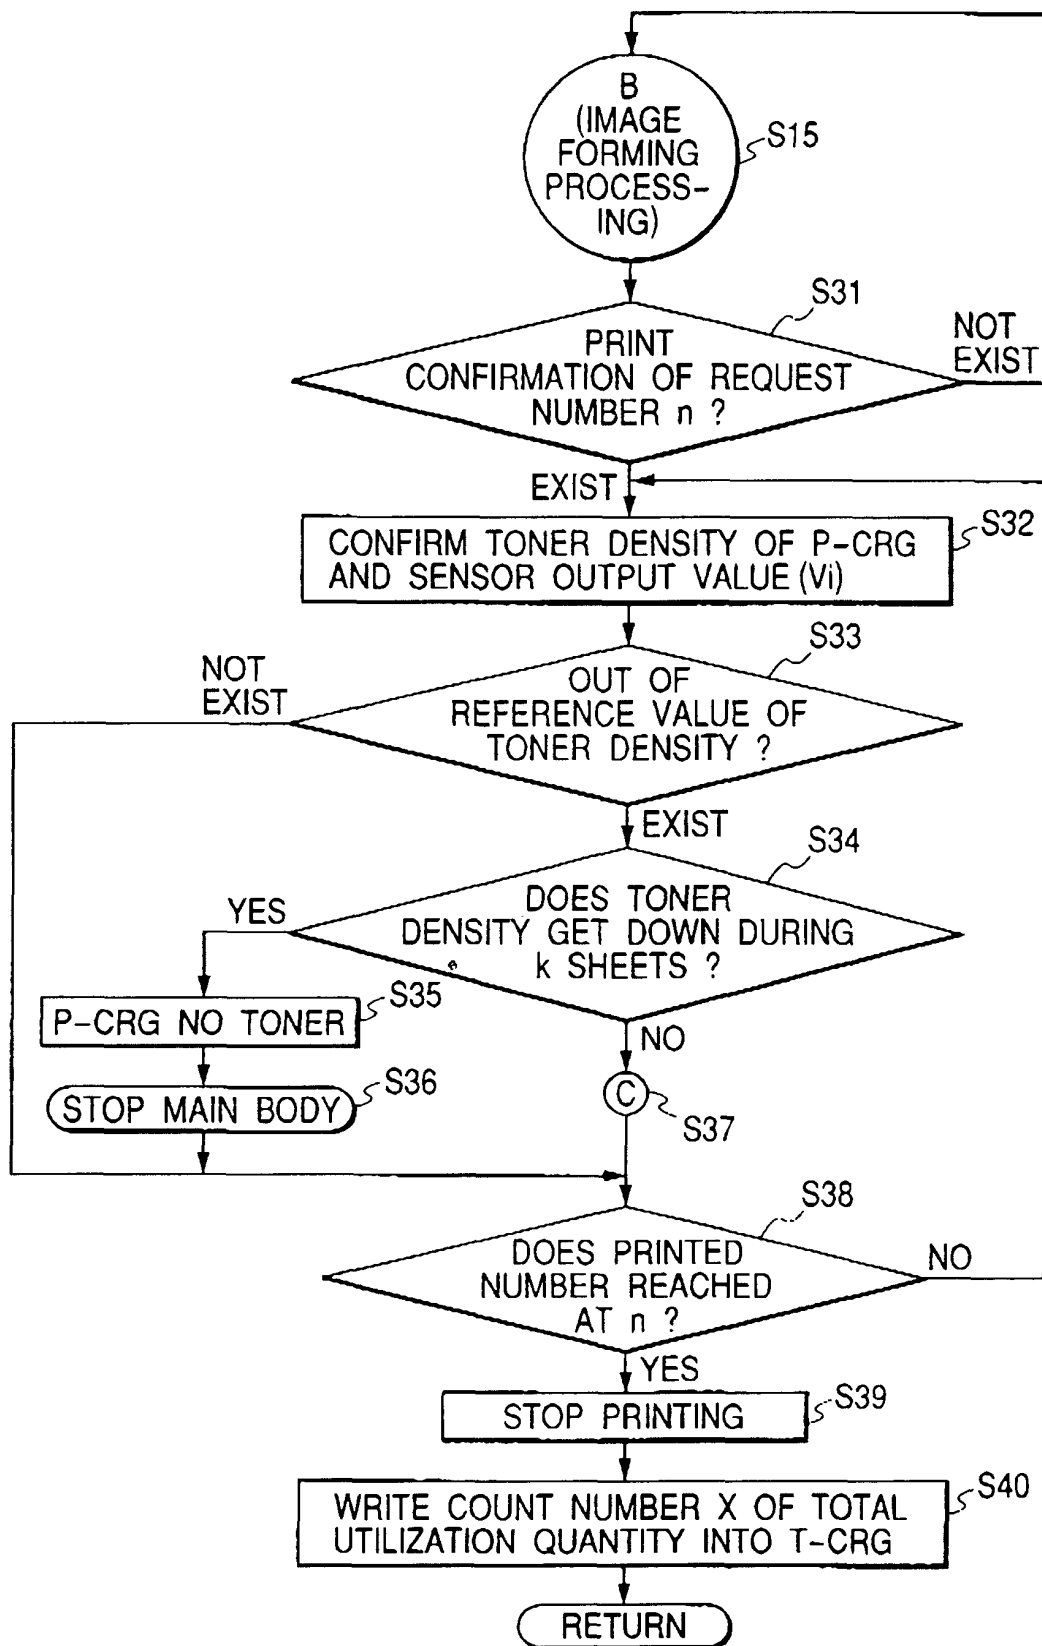 B
(IMAGE
FORMING
PROCESS-
ING)
S15
S31
PRINT
CONFIRMATION OF REQUEST
NUMBER n ?
NOT
EXIST
EXIST
S32
CONFIRM TONER DENSITY OF P-CRG
AND SENSOR OUTPUT VALUE (Vi)
S33
NOT
EXIST
OUT OF
REFERENCE VALUE OF
TONER DENSITY ?
EXIST
S34
YES
DOES TONER
DENSITY GET DOWN DURING
k SHEETS ?
S35
P-CRG NO TONER
NO
S36
STOP MAIN BODY
C
S37
S38
DOES PRINTED
NUMBER REACHED
AT n ?
NO
YES
S39
STOP PRINTING
S40
WRITE COUNT NUMBER X OF TOTAL
UTILIZATION QUANTITY INTO T-CRG
RETURN